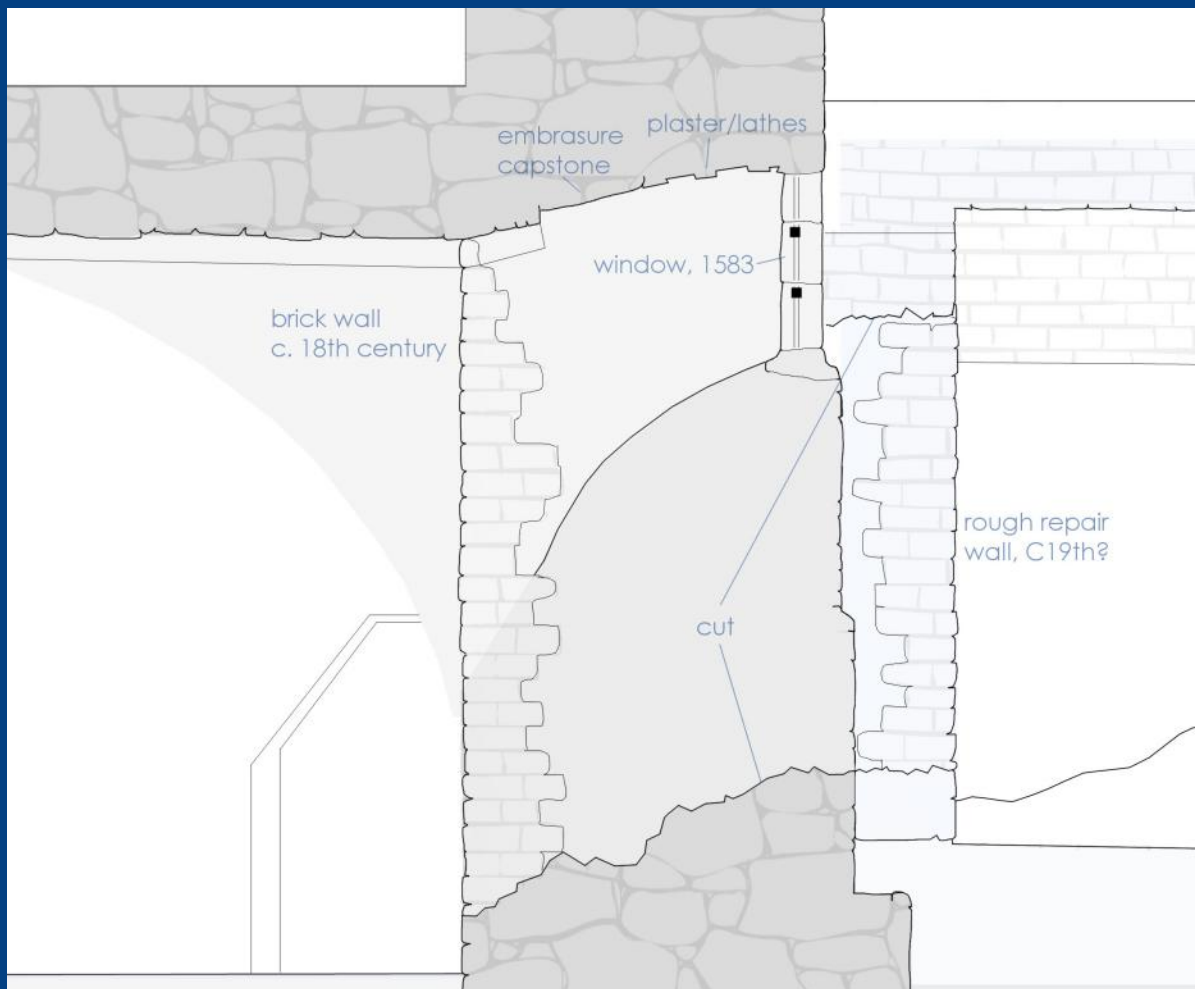 embrasure
capstone
plaster/lathes
window, 1583
brick wall
c. 18th century
rough repair
wall, C19th?
cut